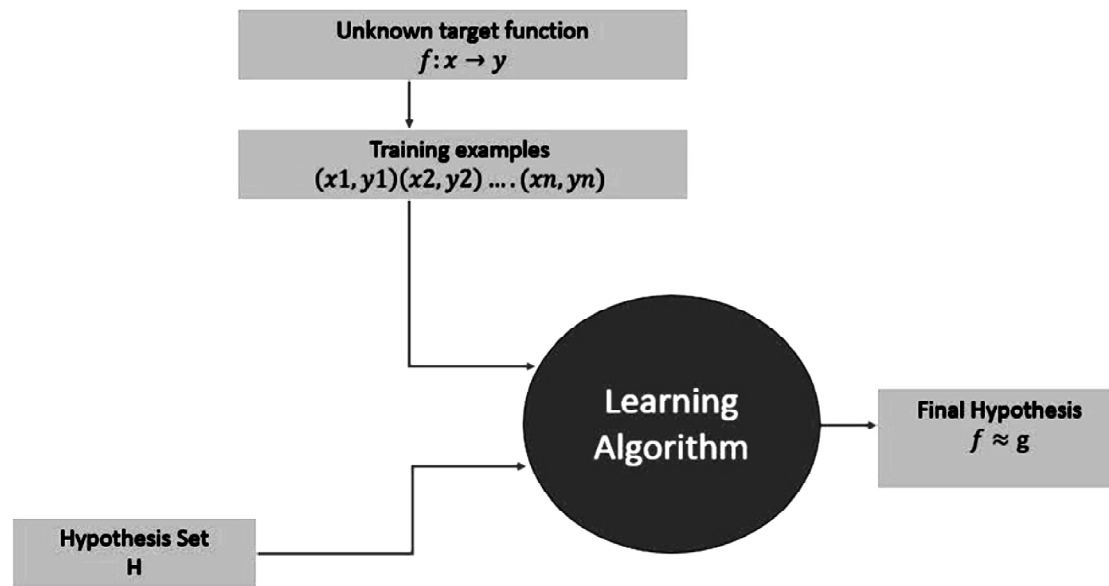 Unknown target function
f: x → y
Training examples
(x1, y1)(x2, y2) .... (xn, yn)
Learning
Algorithm
Final Hypothesis
f ≈ g
Hypothesis Set
H